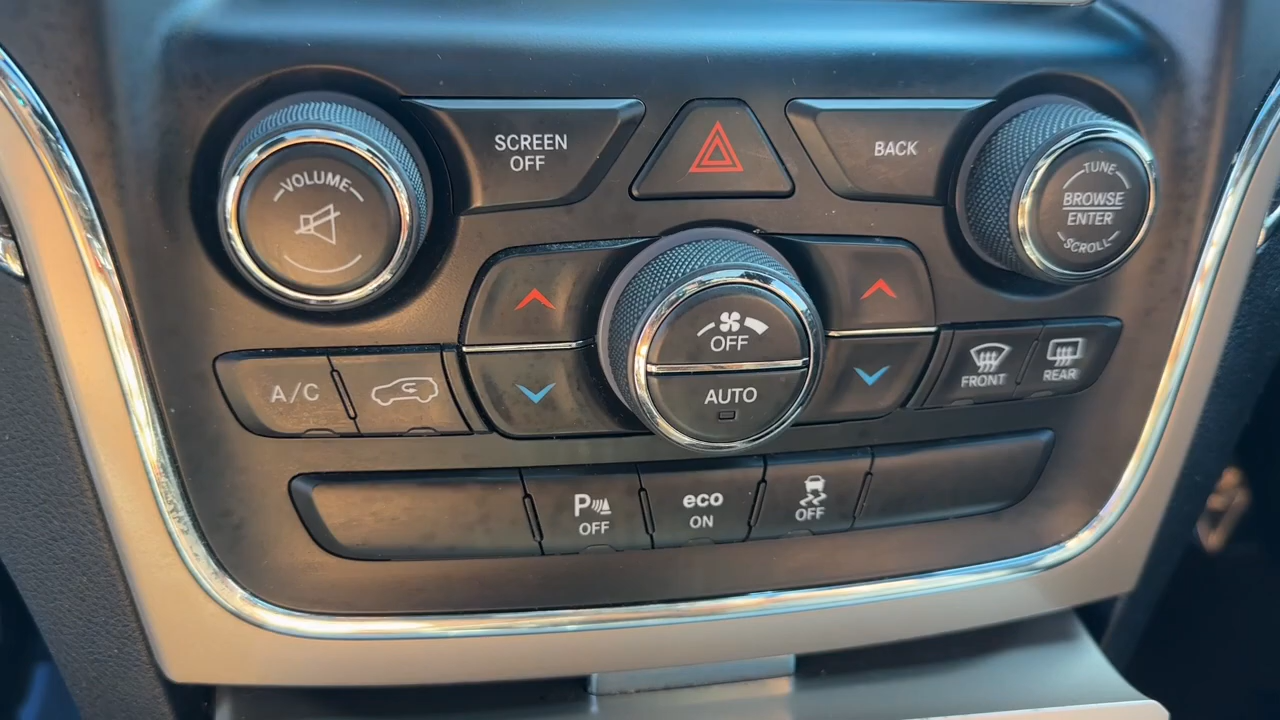 VOLUME
SCREEN
OFF
BACK
TUNE
BROWSE
ENTER
SCROLL
OFF
AUTO
A/C
FRONT
REAR
P
OFF
eco
ON
OFF